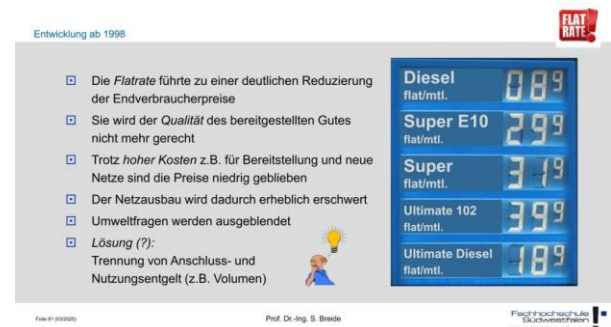 FLAT
RATE
Entwicklung ab 1998
Die Flatrate führte zu einer deutlichen Reduzierung
der Endverbraucherpreise
Sie wird der Qualität des bereitgestellten Gutes
nicht mehr gerecht
Trotz hoher Kosten z.B. für Bereitstellung und neue
Netze sind die Preise niedrig geblieben
Der Netzausbau wird dadurch erheblich erschwert
Umweltfragen werden ausgeblendet
Lösung (?):
Trennung von Anschluss- und
Nutzungsentgelt (z.B. Volumen)
Diesel
flat/mtl.
089
Super E10
flat/mtl.
299
Super
flat/mtl.
319
Ultimate 102
flat/mtl.
399
Ultimate Diesel
flat/mtl.
189
Folie 91 (03/2025)
Prof. Dr.-Ing. S. Breide
Fachhochschule
Südwestfalen